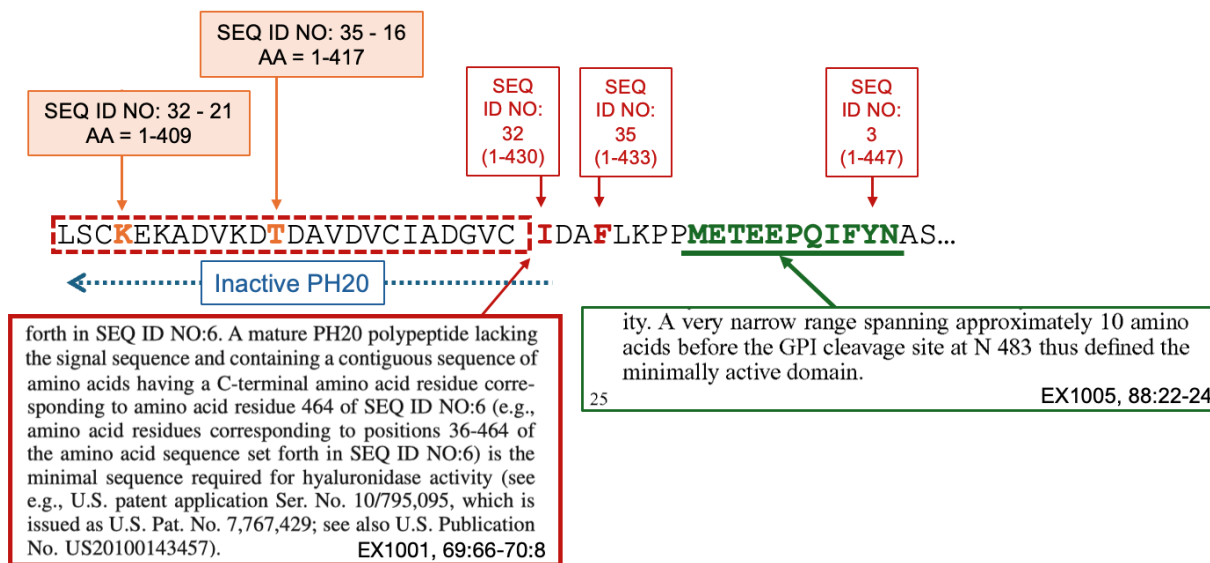 SEQ ID NO: 35 - 16
AA = 1-417
SEQ ID NO: 32 - 21
AA = 1-409
SEQ
ID NO:
32
(1-430)
SEQ
ID NO:
35
(1-433)
SEQ
ID NO:
3
(1-447)
LSCKEKADVKDTDAVDVCIADGVC IDAFLKPPMETEEPQIFYNAS...
Inactive PH20
forth in SEQ ID NO:6. A mature PH20 polypeptide lacking
the signal sequence and containing a contiguous sequence of
amino acids having a C-terminal amino acid residue corre-
sponding to amino acid residue 464 of SEQ ID NO:6 (e.g.,
amino acid residues corresponding to positions 36-464 of
the amino acid sequence set forth in SEQ ID NO:6) is the
minimal sequence required for hyaluronidase activity (see
e.g., U.S. patent application Ser. No. 10/795,095, which is
issued as U.S. Pat. No. 7,767,429; see also U.S. Publication
No. US20100143457).
EX1001, 69:66-70:8
ity. A very narrow range spanning approximately 10 amino
acids before the GPI cleavage site at N 483 thus defined the
minimally active domain.
25
EX1005, 88:22-24